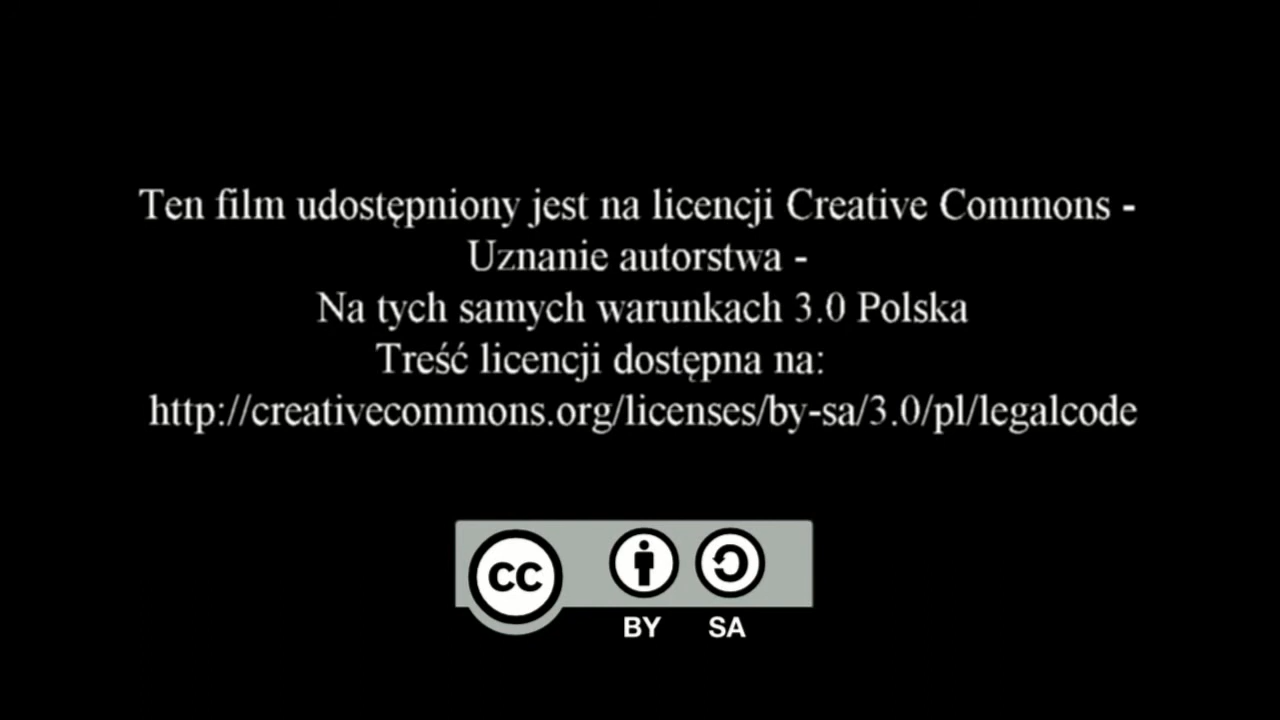 Ten film udostępniony jest na licencji Creative Commons -
Uznanie autorstwa -
Na tych samych warunkach 3.0 Polska
Treść licencji dostępna na:
http://creativecommons.org/licenses/by-sa/3.0/pl/legalcode
cc
BY SA